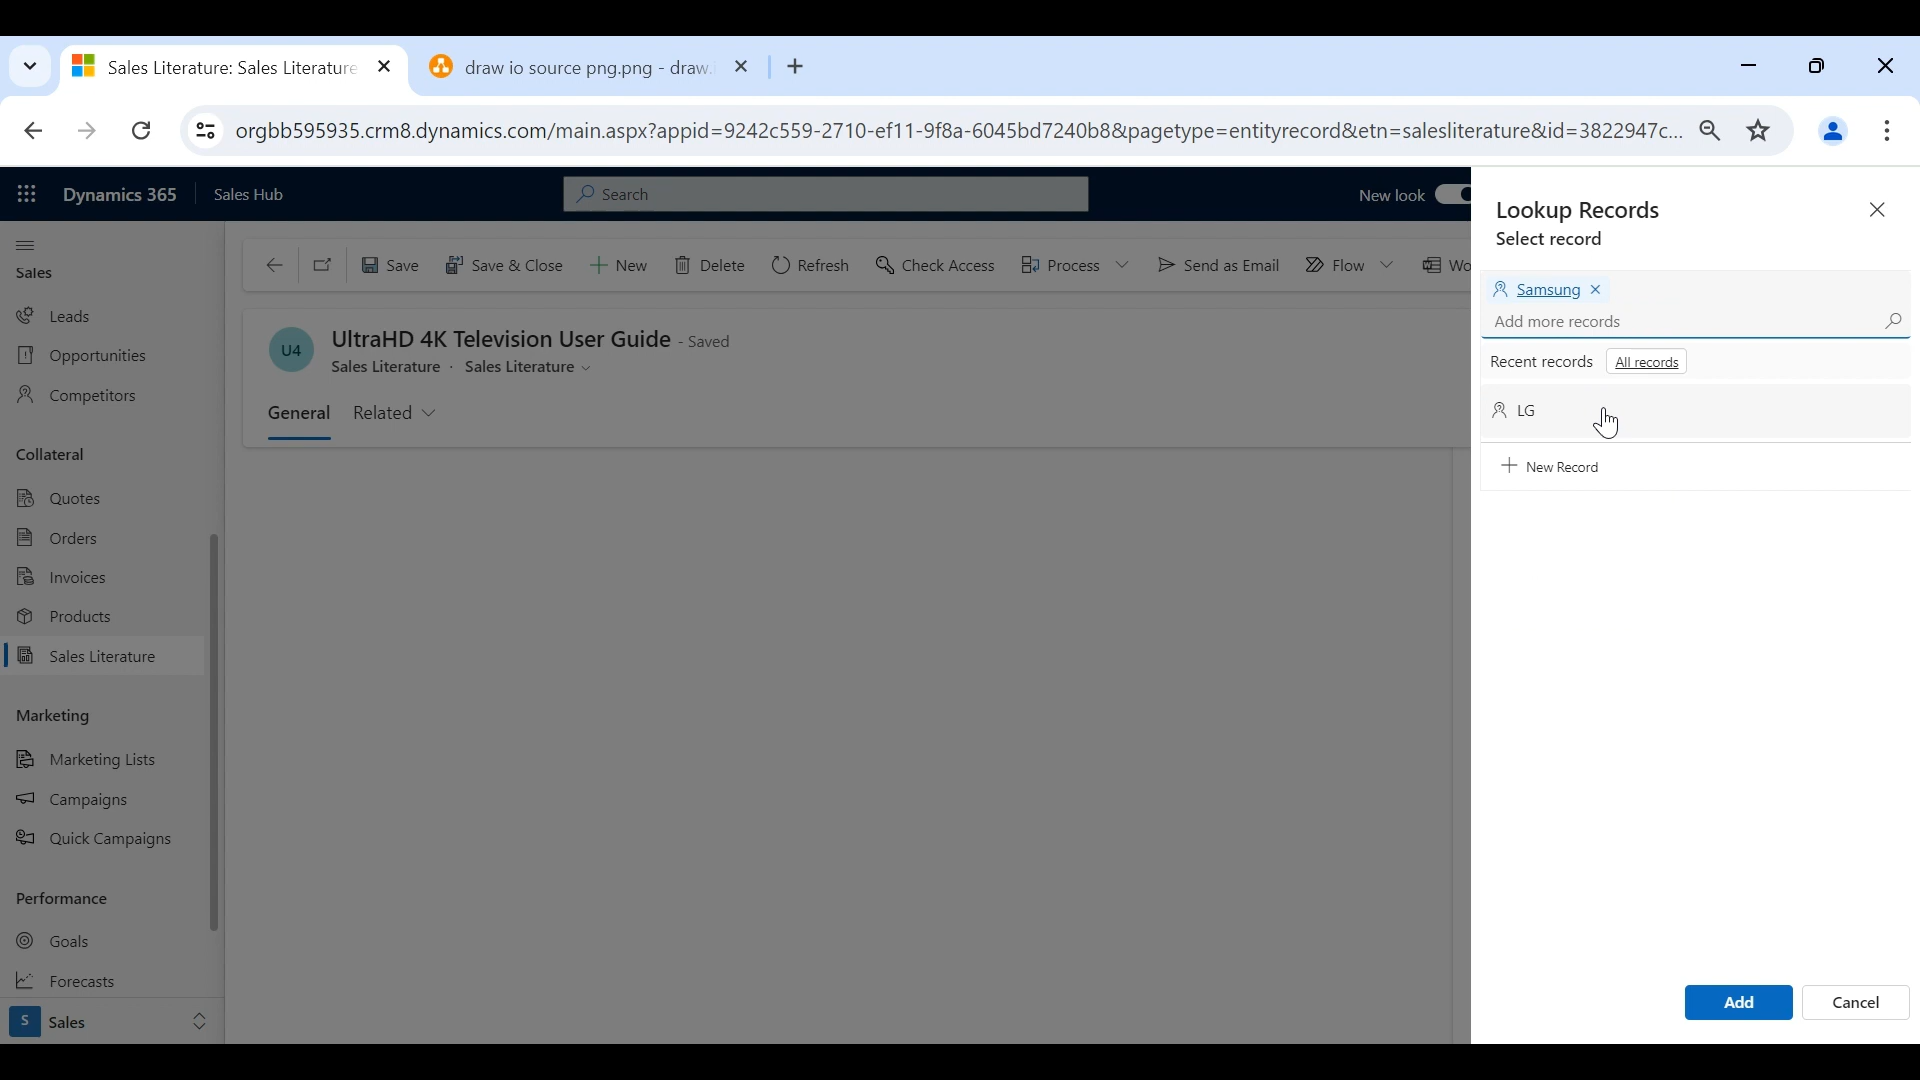 Sales Literature: Sales Literature
draw io source png.png - draw.
orgbb595935.crm8.dynamics.com/main.aspx?appid=9242c559-2710-ef11-9f8a-6045bd7240b8&pagetype=entityrecord&etn=salesliterature&id=3822947c...
Dynamics 365
Sales Hub
Search
New look
Sales
Leads
Opportunities
Competitors
Collateral
Quotes
Orders
Invoices
Products
Sales Literature
Marketing
Marketing Lists
Campaigns
Quick Campaigns
Performance
Goals
Forecasts
S Sales
Save
Save & Close
New
Delete
Refresh
Check Access
Process
Send as Email
Flow
Wo
U4
UltraHD 4K Television User Guide - Saved
Sales Literature · Sales Literature
General
Related
Lookup Records
Select record
Samsung
Add more records
Recent records
All records
LG
New Record
Add
Cancel